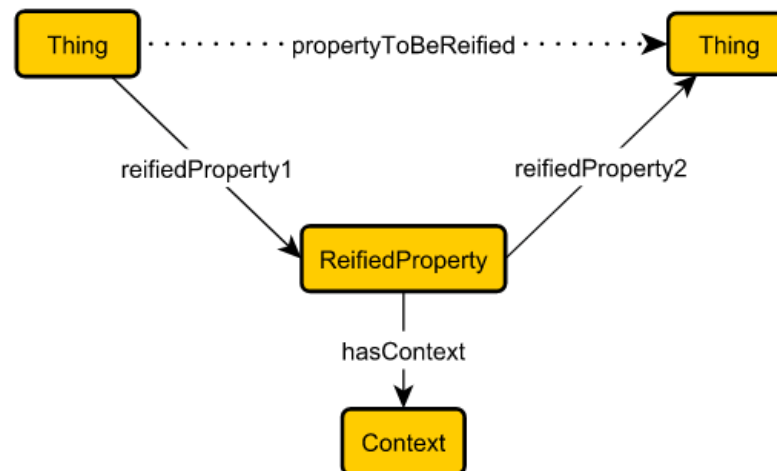 Thing
propertyToBeReified
Thing
reifiedProperty1
reifiedProperty2
ReifiedProperty
hasContext
Context